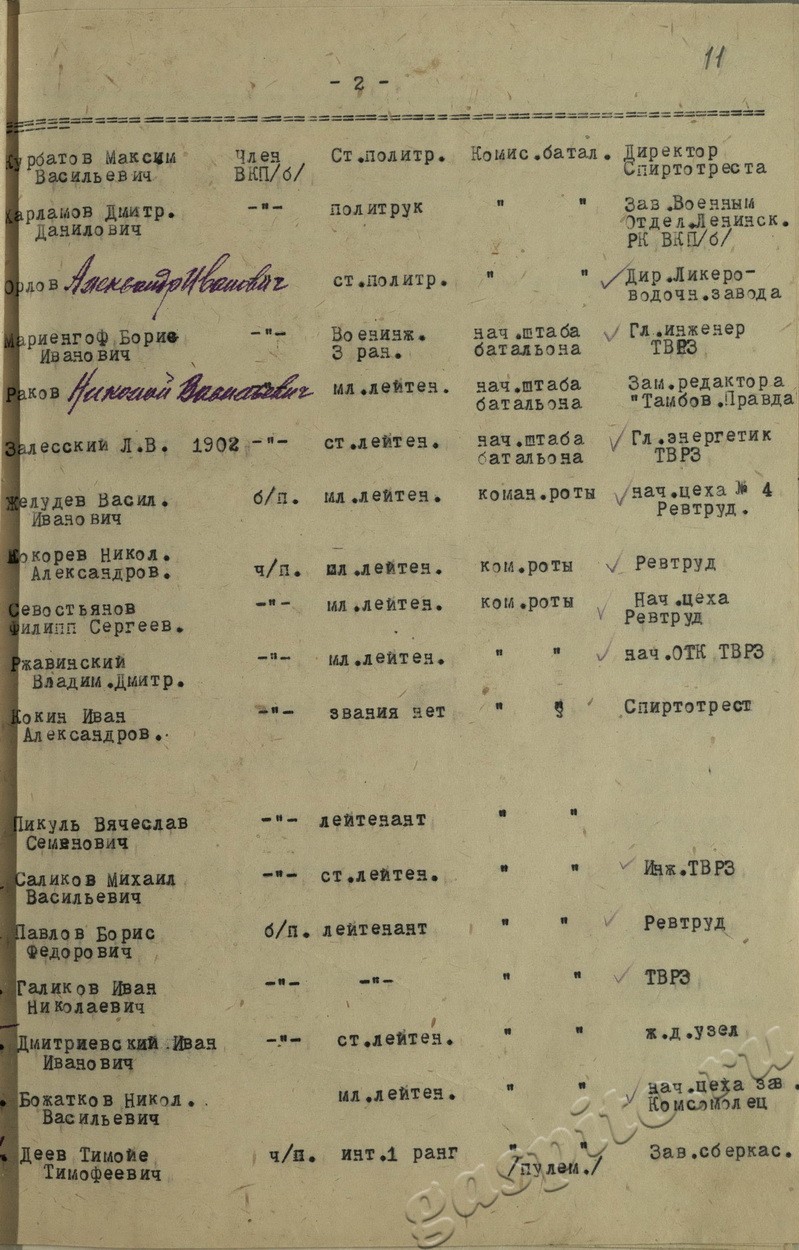 11
- 2 -
Курбатов Максим Член Ст.политр. Комис.батал. Директор
Васильевич ВКП/б/ Спиртотреста
Харламов Дмитр. -"- политрук " " Зав.Военным
Данилович Отдел.Ленинск.
РК ВКП/б/
Орлов Александр Иванович ст.политр. " " Дир.Ликеро-
водочн.завода
Мариенгоф Борис -"- Воениинж. нач.штаба Гл.инженер
Иванович 3 ран. батальона ТВРЗ
Раков Николай мл.лейтен. нач.штаба Зам.редактора
батальона "Тамбов.Правда
Залесский Л.В. 1902 -"- ст.лейтен. нач.штаба Гл.энергетик
батальона ТВРЗ
Желудев Васил. б/п. мл.лейтен. коман.роты нач.цеха № 4
Иванович Ревтруд.
Кокорев Никол.
Александров. ч/п. мл.лейтен. ком.роты Ревтруд
Севостьянов -"- мл.лейтен. ком.роты Нач.цеха
Филипп Сергеев. Ревтруд
Ржавинский -"- мл.лейтен. " " нач.ОТК ТВРЗ
Владим.Дмитр.
Кокин Иван -"- звания нет " " Спиртотрест
Александров.
Пикуль Вячеслав -"- лейтенант " "
Семенович
Саликов Михаил -"- ст.лейтен. " " Инж.ТВРЗ
Васильевич
Павлов Борис б/п. лейтенант " " Ревтруд
Федорович
Галиков Иван -"- -"- " " ТВРЗ
Николаевич
Дмитриевский Иван -"- ст.лейтен. " " ж.д.узел
Иванович
Божатков Никол. мл.лейтен. " " нач.цеха зав.
Васильевич Комсомолец
Деев Тимойе ч/п. инт.1 ранг " " Зав.сберкас.
Тимофеевич /пулем./